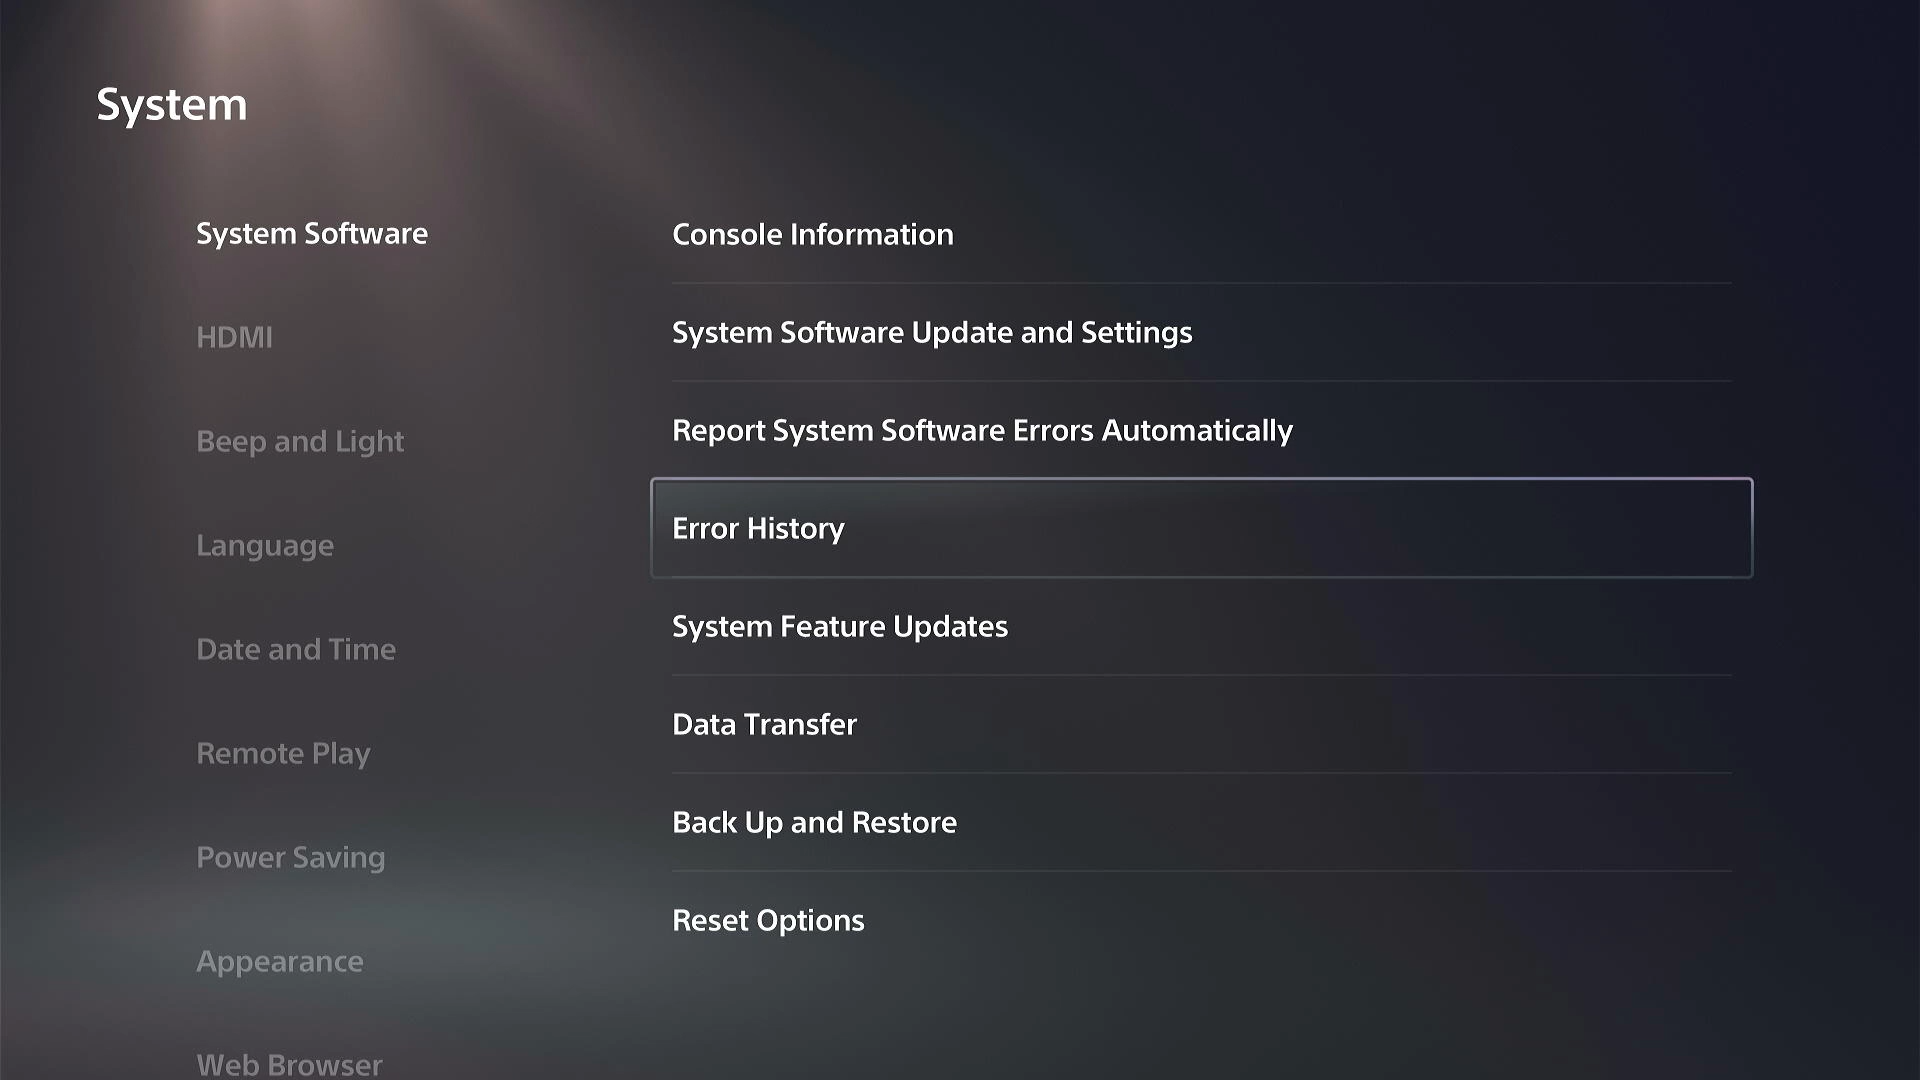 System
System Software
HDMI
Beep and Light
Language
Date and Time
Remote Play
Power Saving
Appearance
Web Browser
Console Information
System Software Update and Settings
Report System Software Errors Automatically
Error History
System Feature Updates
Data Transfer
Back Up and Restore
Reset Options